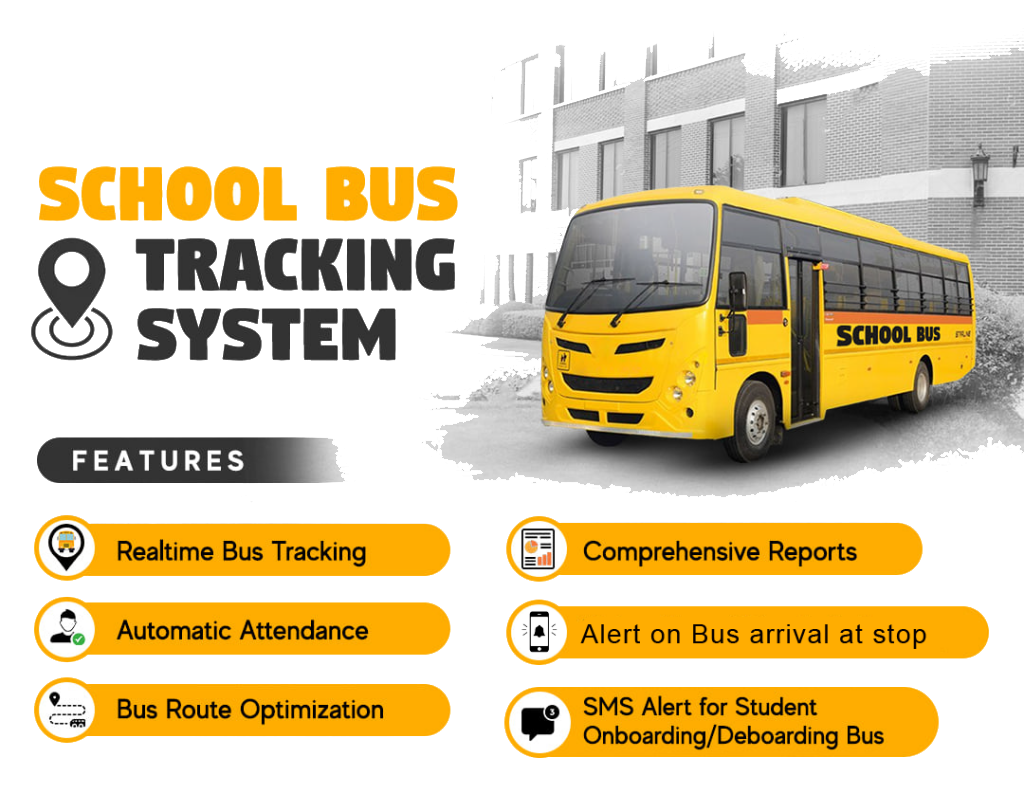 SCHOOL BUS
TRACKING
SYSTEM
SCHOOL BUS
FEATURES
Realtime Bus Tracking
Automatic Attendance
Bus Route Optimization
Comprehensive Reports
Alert on Bus arrival at stop
3
SMS Alert for Student
Onboarding/Deboarding Bus